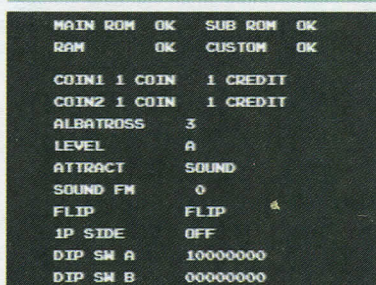 MAIN ROM OK SUB ROM OK
RAM OK CUSTOM OK
COIN1 1 COIN 1 CREDIT
COIN2 1 COIN 1 CREDIT
ALBATROSS 3
LEVEL A
ATTRACT SOUND
SOUND FM 0
FLIP FLIP
1P SIDE OFF
DIP SW A 10000000
DIP SW B 00000000